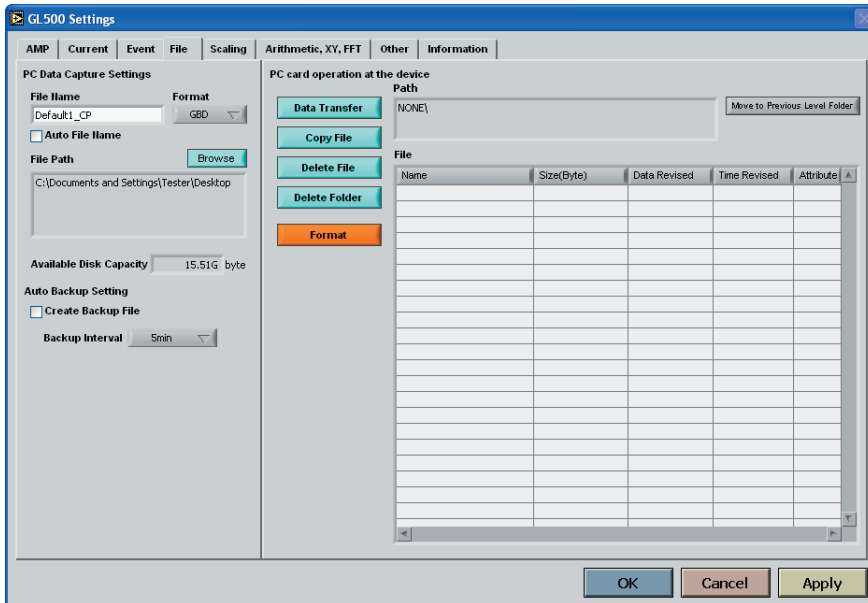 GL500 Settings
AMP Current Event File Scaling Arithmetic, XY, FFT Other Information
PC Data Capture Settings
File Name Format
Default1_CP GBD
Auto File Name
File Path Browse
C:\Documents and Settings\Tester\Desktop
Available Disk Capacity 15.51G byte
Auto Backup Setting
Create Backup File
Backup Interval 5min
PC card operation at the device
Path
Data Transfer
Copy File
Delete File
Delete Folder
Format
NONE\
Move to Previous Level Folder
File
Name Size(Byte) Data Revised Time Revised Attribute
OK Cancel Apply